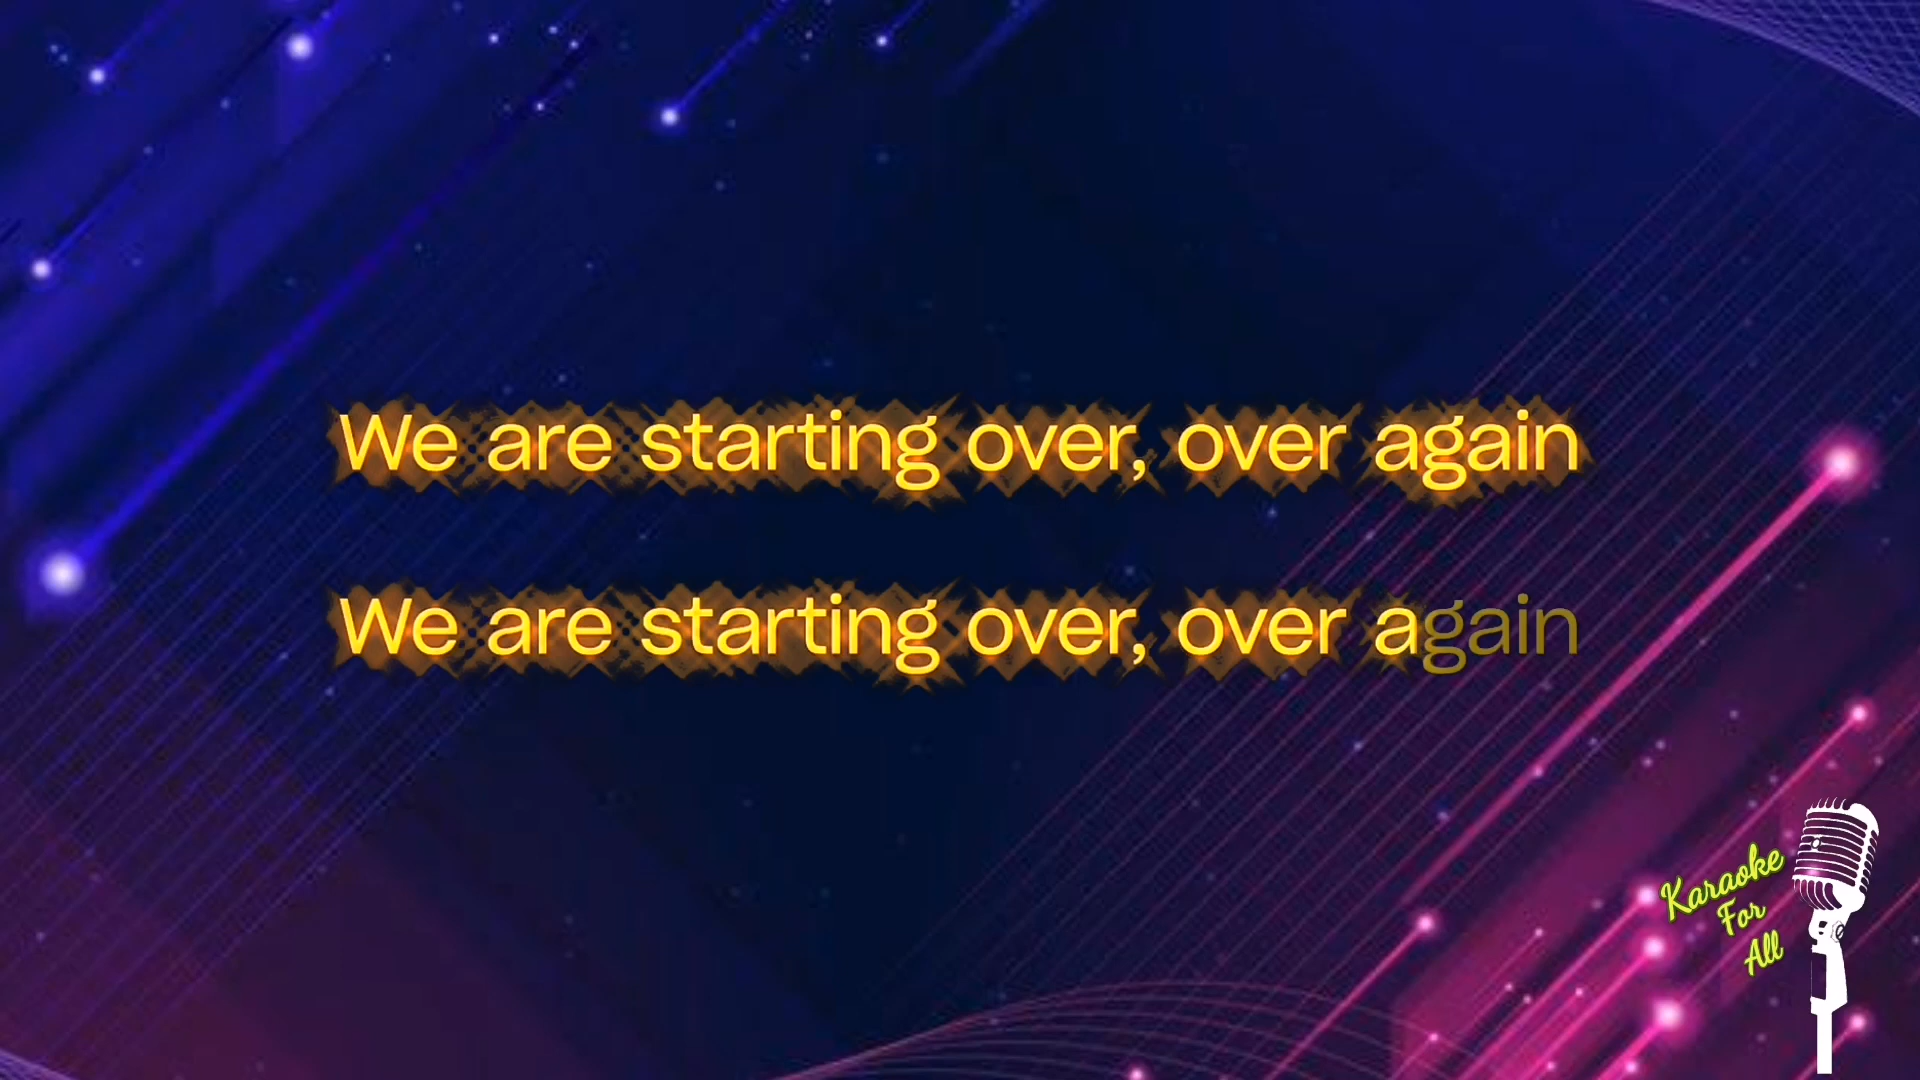 We are starting over, over again
We are starting over, over again
Karaoke
For
All